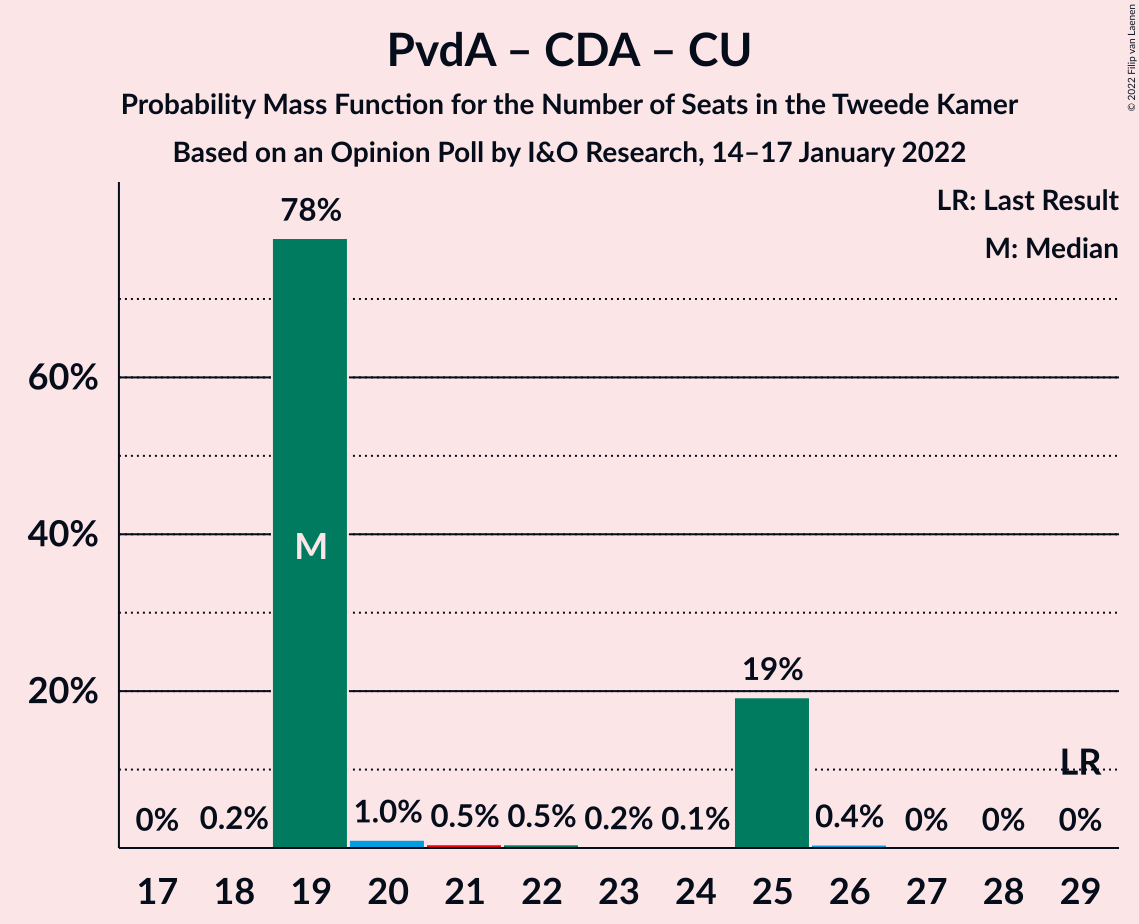 PvdA – CDA – CU
Probability Mass Function for the Number of Seats in the Tweede Kamer
Based on an Opinion Poll by I&O Research, 14–17 January 2022
© 2022 Filip van Laenen
LR: Last Result
M: Median
78%
60%
40%
M
20%
19%
LR
0% 0.2% 1.0% 0.5% 0.5% 0.2% 0.1% 0.4% 0% 0% 0%
17 18 19 20 21 22 23 24 25 26 27 28 29